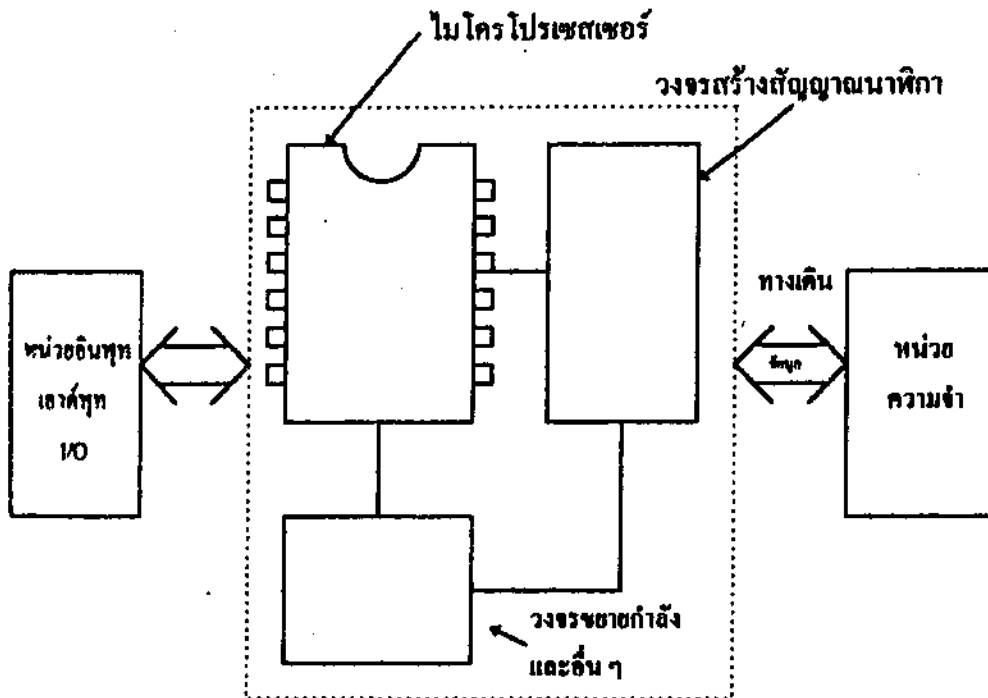 ไมโครโปรเซสเซอร์
วงจรสร้างสัญญาณนาฬิกา
ทางเดิน
ข้อมูล
หน่วยอินพุท
เอาต์พุท
I/O
หน่วย
ความจำ
วงจรขยายกำลัง
และอื่น ๆ